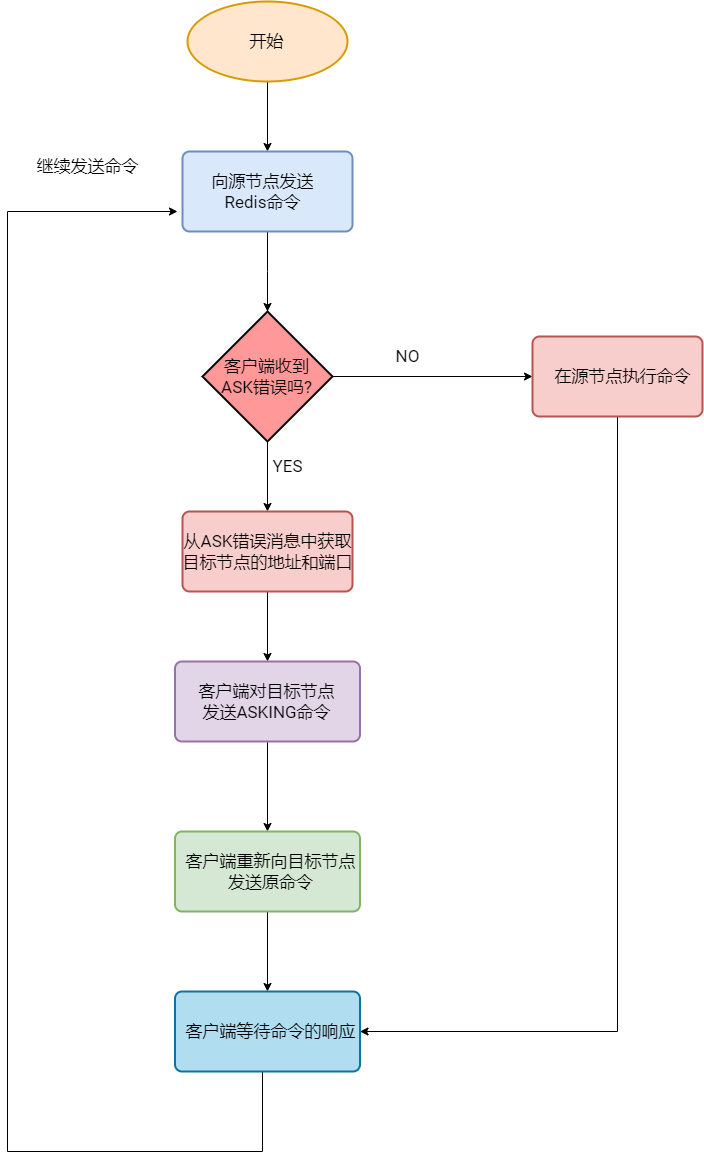 开始
继续发送命令
向源节点发送
Redis命令
客户端收到
ASK错误吗?
NO
在源节点执行命令
YES
从ASK错误消息中获取
目标节点的地址和端口
客户端对目标节点
发送ASKING命令
客户端重新向目标节点
发送原命令
客户端等待命令的响应